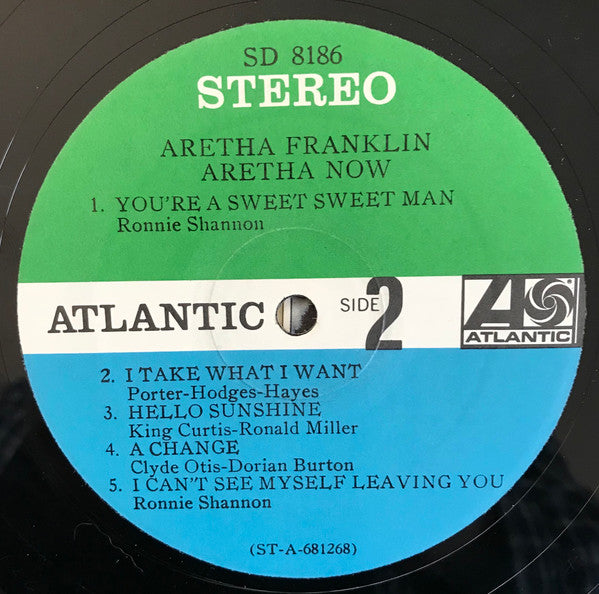 SD 8186
STEREO
ARETHA FRANKLIN
ARETHA NOW
1. YOU'RE A SWEET SWEET MAN
Ronnie Shannon
ATLANTIC SIDE 2 ATLANTIC
2. I TAKE WHAT I WANT
Porter-Hodges-Hayes
3. HELLO SUNSHINE
King Curtis-Ronald Miller
4. A CHANGE
Clyde Otis-Dorian Burton
5. I CAN'T SEE MYSELF LEAVING YOU
Ronnie Shannon
(ST-A-681268)